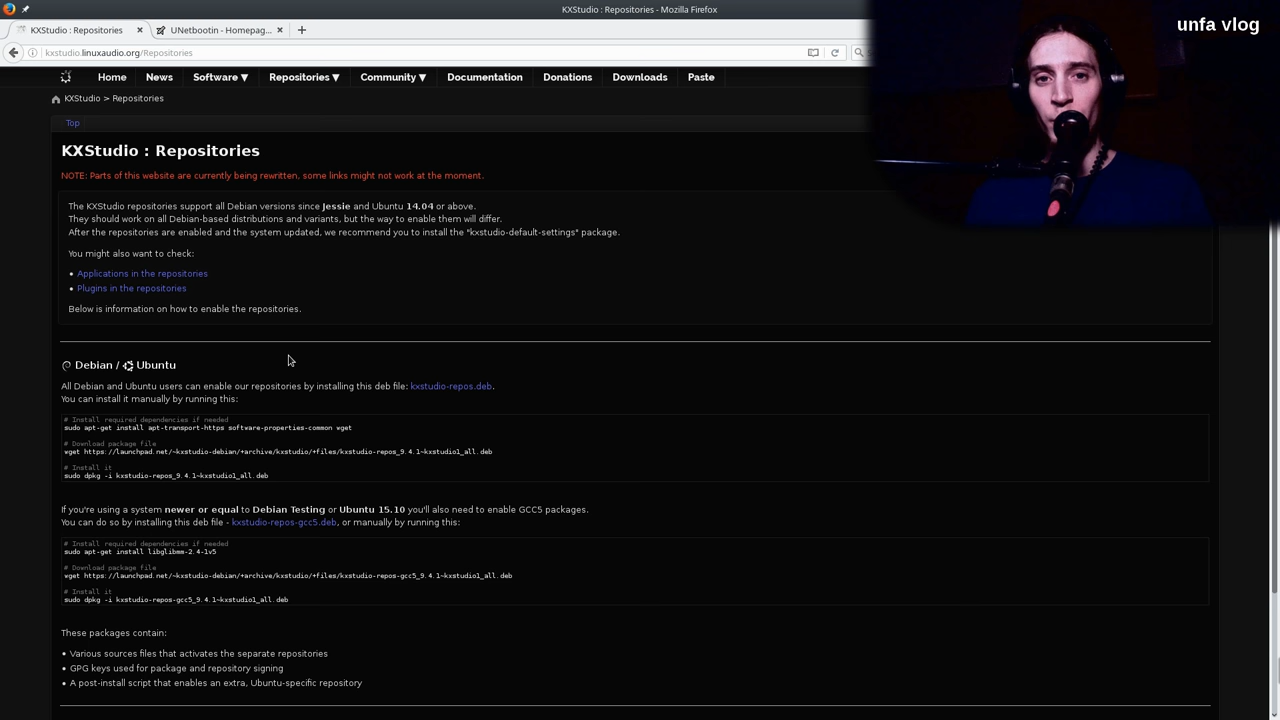 KXStudio : Repositories - Mozilla Firefox
unfa vlog
KXStudio : Repositories
UNetbootin - Homepag...
kxstudio.linuxaudio.org/Repositories
Home News Software ▼ Repositories ▼ Community ▼ Documentation Donations Downloads Paste
KXStudio > Repositories
Top
KXStudio : Repositories
NOTE: Parts of this website are currently being rewritten, some links might not work at the moment.
The KXStudio repositories support all Debian versions since Jessie and Ubuntu 14.04 or above.
They should work on all Debian-based distributions and variants, but the way to enable them will differ.
After the repositories are enabled and the system updated, we recommend you to install the "kxstudio-default-settings" package.
You might also want to check:
• Applications in the repositories
• Plugins in the repositories
Below is information on how to enable the repositories.
Debian / Ubuntu
All Debian and Ubuntu users can enable our repositories by installing this deb file: kxstudio-repos.deb.
You can install it manually by running this:
# Install required dependencies if needed
sudo apt-get install apt-transport-https software-properties-common wget
# Download package file
wget https://launchpad.net/~kxstudio-debian/+archive/kxstudio/+files/kxstudio-repos_9.4.1~kxstudio1_all.deb
# Install it
sudo dpkg -i kxstudio-repos_9.4.1~kxstudio1_all.deb
If you're using a system newer or equal to Debian Testing or Ubuntu 15.10 you'll also need to enable GCC5 packages.
You can do so by installing this deb file - kxstudio-repos-gcc5.deb, or manually by running this:
# Install required dependencies if needed
sudo apt-get install libglibmm-2.4-1v5
# Download package file
wget https://launchpad.net/~kxstudio-debian/+archive/kxstudio/+files/kxstudio-repos-gcc5_9.4.1~kxstudio1_all.deb
# Install it
sudo dpkg -i kxstudio-repos-gcc5_9.4.1~kxstudio1_all.deb
These packages contain:
• Various sources files that activates the separate repositories
• GPG keys used for package and repository signing
• A post-install script that enables an extra, Ubuntu-specific repository